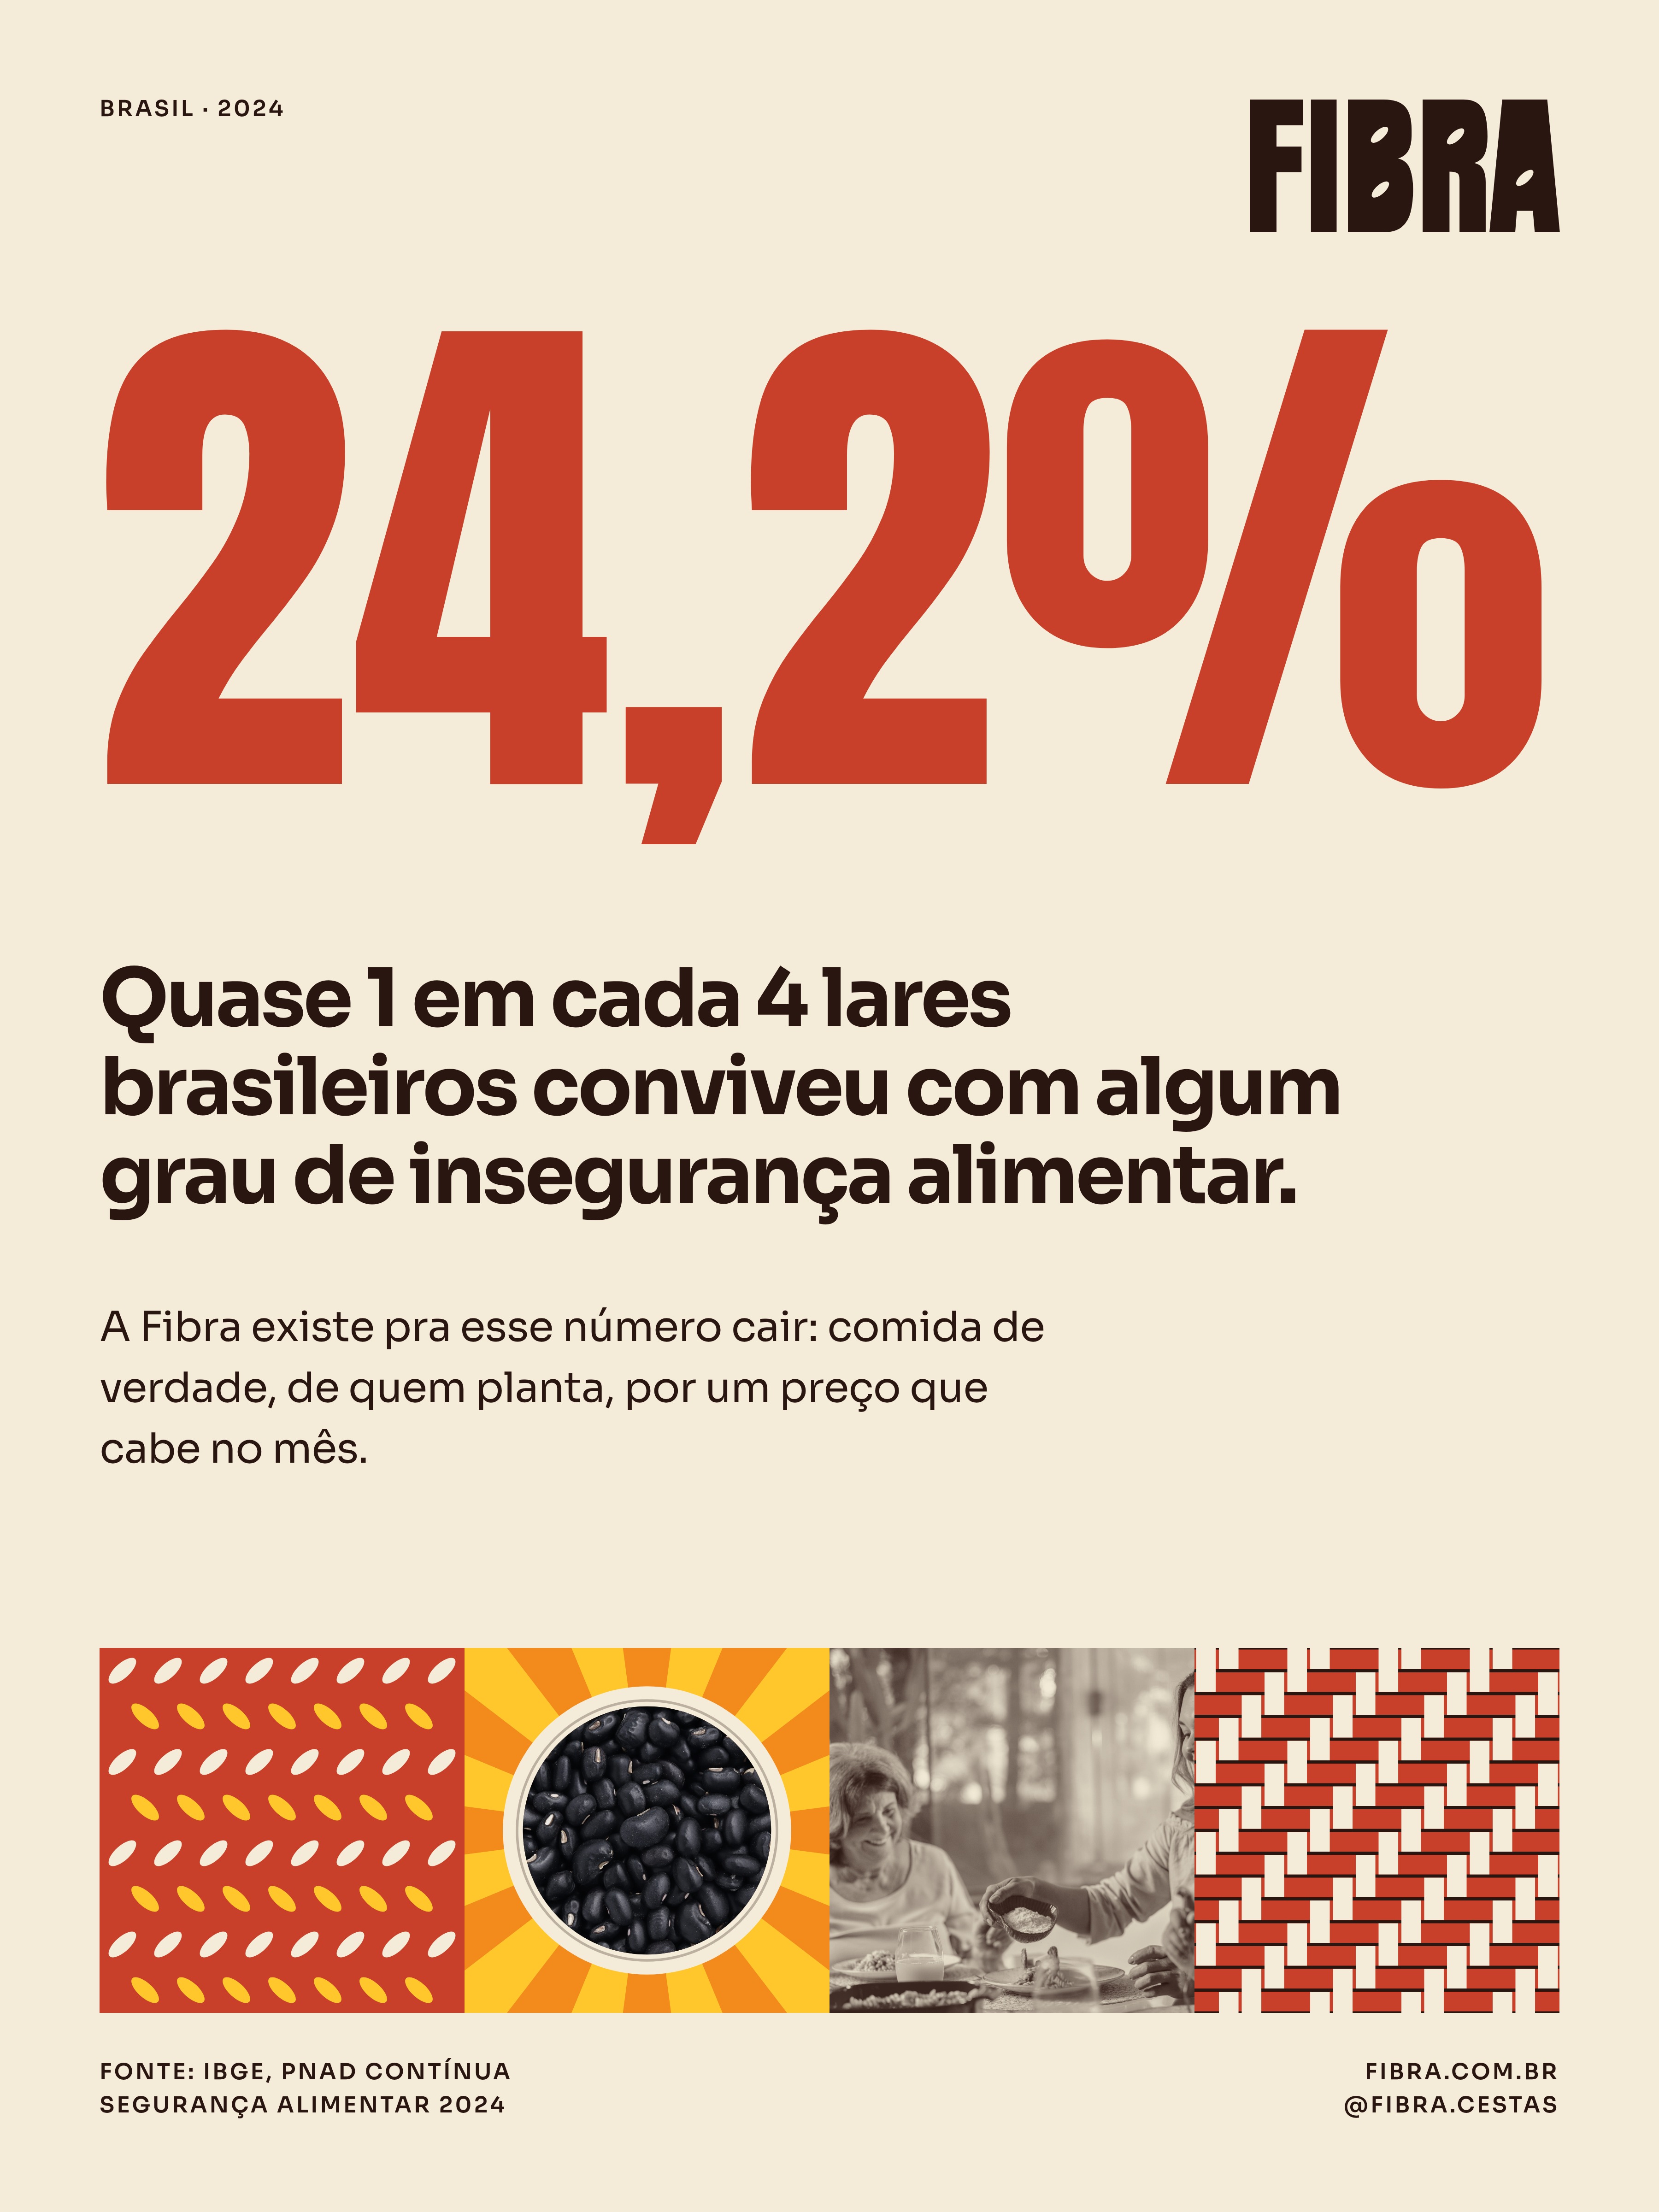 BRASIL · 2024
FIBRA
24,2%
Quase 1 em cada 4 lares
brasileiros conviveu com algum
grau de insegurança alimentar.
A Fibra existe pra esse número cair: comida de
verdade, de quem planta, por um preço que
cabe no mês.
FONTE: IBGE, PNAD CONTÍNUA
SEGURANÇA ALIMENTAR 2024
FIBRA.COM.BR
@FIBRA.CESTAS